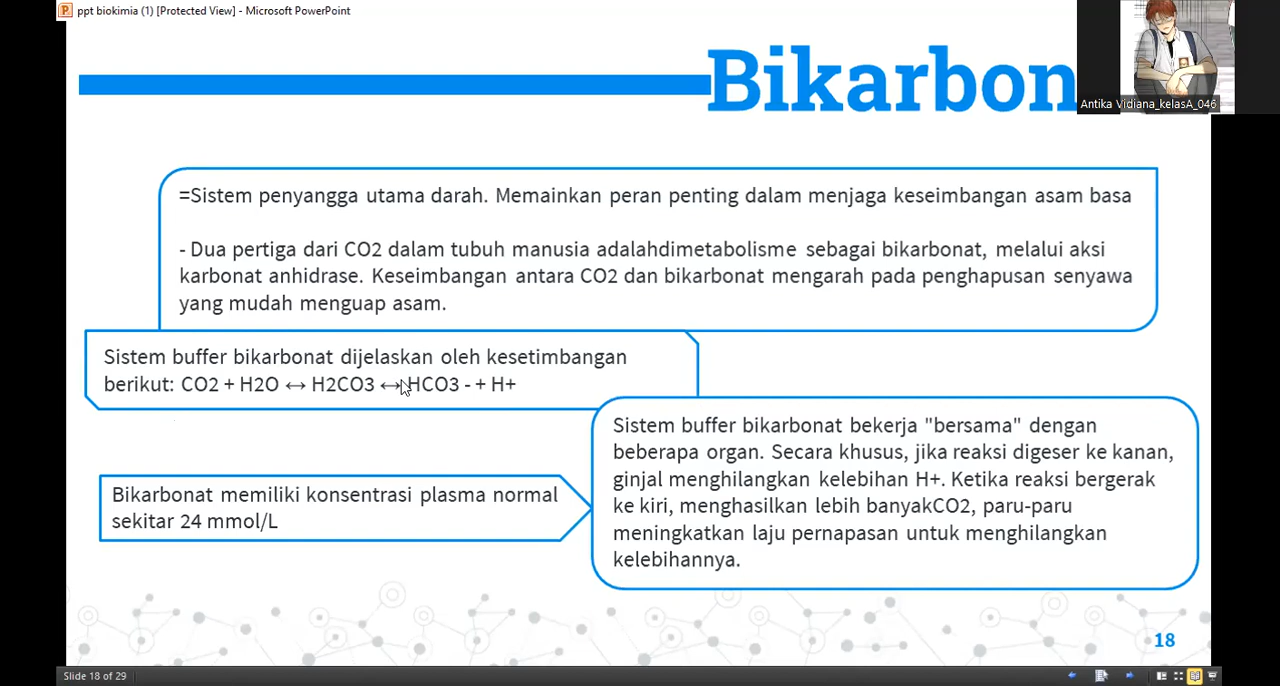 ppt biokimia (1) [Protected View] - Microsoft PowerPoint
Bikarbon
Antika Vidiana_kelasA_046
=Sistem penyangga utama darah. Memainkan peran penting dalam menjaga keseimbangan asam basa
- Dua pertiga dari CO2 dalam tubuh manusia adalahdimetabolisme sebagai bikarbonat, melalui aksi
karbonat anhidrase. Keseimbangan antara CO2 dan bikarbonat mengarah pada penghapusan senyawa
yang mudah menguap asam.
Sistem buffer bikarbonat dijelaskan oleh kesetimbangan
berikut: CO2 + H2O ↔ H2CO3 ↔ HCO3 - + H+
Sistem buffer bikarbonat bekerja "bersama" dengan
beberapa organ. Secara khusus, jika reaksi digeser ke kanan,
ginjal menghilangkan kelebihan H+. Ketika reaksi bergerak
ke kiri, menghasilkan lebih banyakCO2, paru-paru
meningkatkan laju pernapasan untuk menghilangkan
kelebihannya.
Bikarbonat memiliki konsentrasi plasma normal
sekitar 24 mmol/L
18
Slide 18 of 29